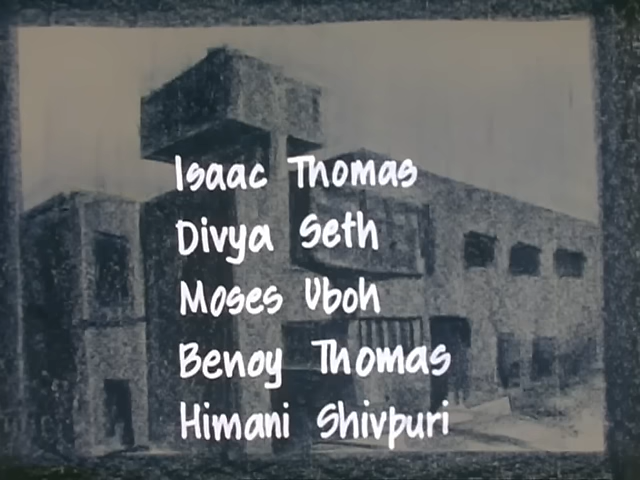 Isaac Thomas
Divya Seth
Moses Uboh
Benoy Thomas
Himani Shivpuri